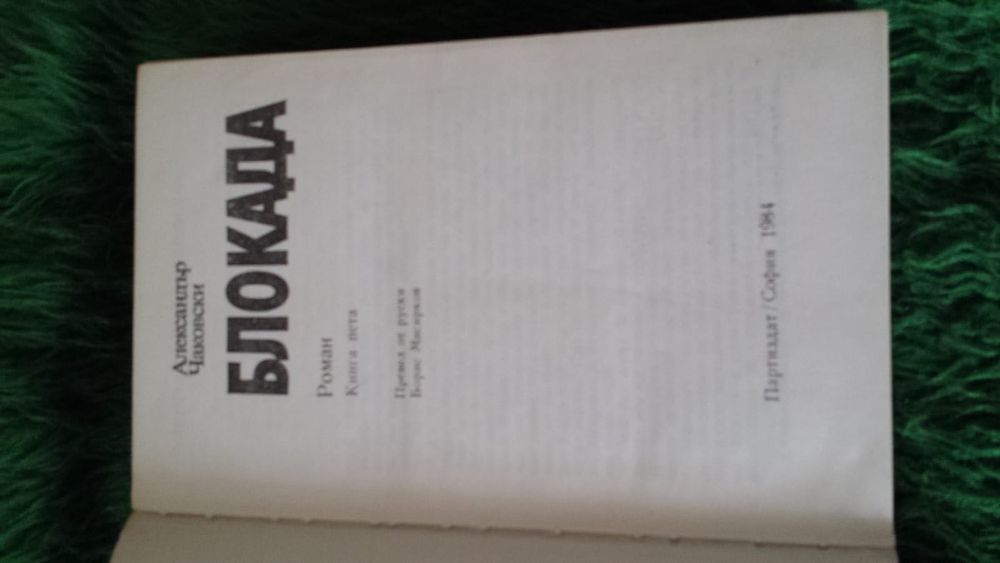 Александър
Чаковски
БЛОКАДА
Роман
Книга пета
Превод от руски
Борис Мисирков
Партиздат / София 1984